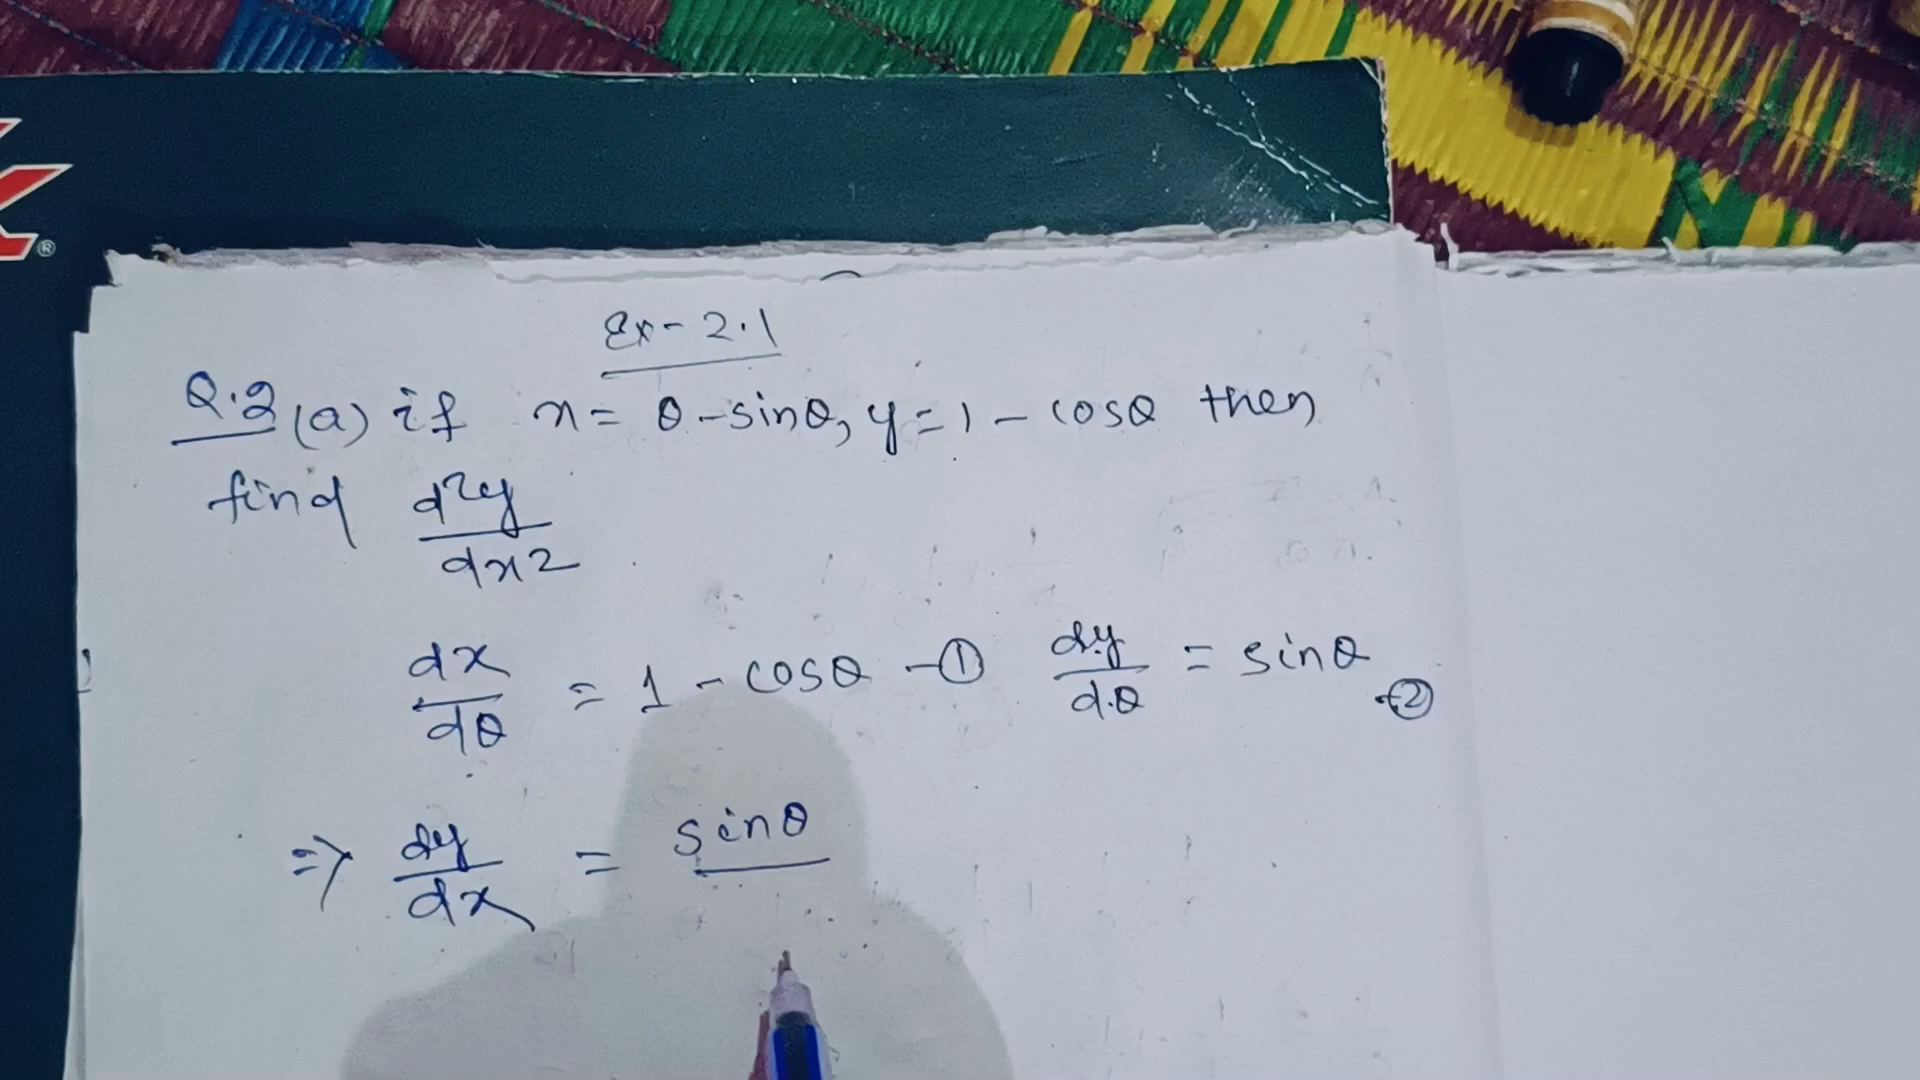 Ex-2.1
Q.2(a) if x = θ-sinθ, y=1-cosθ then
find d²y/dx2
dx/dθ = 1-cosθ -① dy/dθ = sinθ -②
⇒ dy/dx = sinθ
®